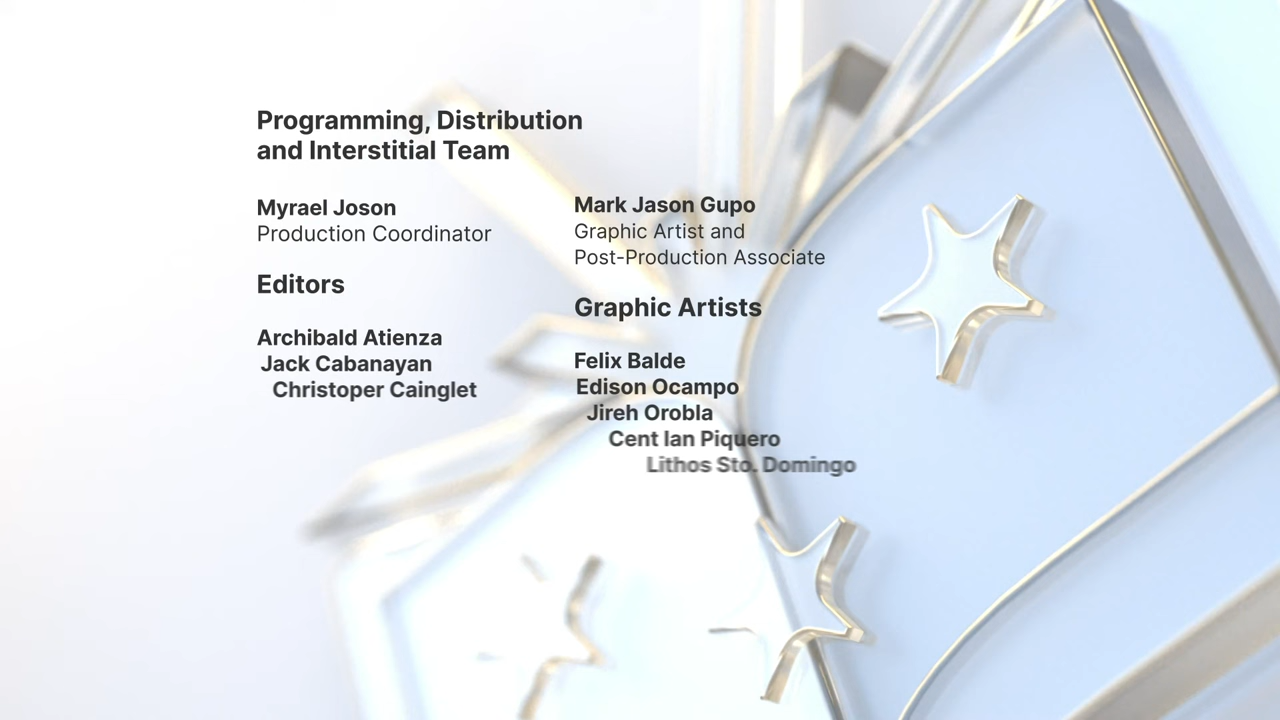 Programming, Distribution
and Interstitial Team
Myrael Joson
Production Coordinator
Editors
Archibald Atienza
Jack Cabanayan
Christoper Cainglet
Mark Jason Gupo
Graphic Artist and
Post-Production Associate
Graphic Artists
Felix Balde
Edison Ocampo
Jireh Orobla
Cent Ian Piquero
Lithos Sto. Domingo